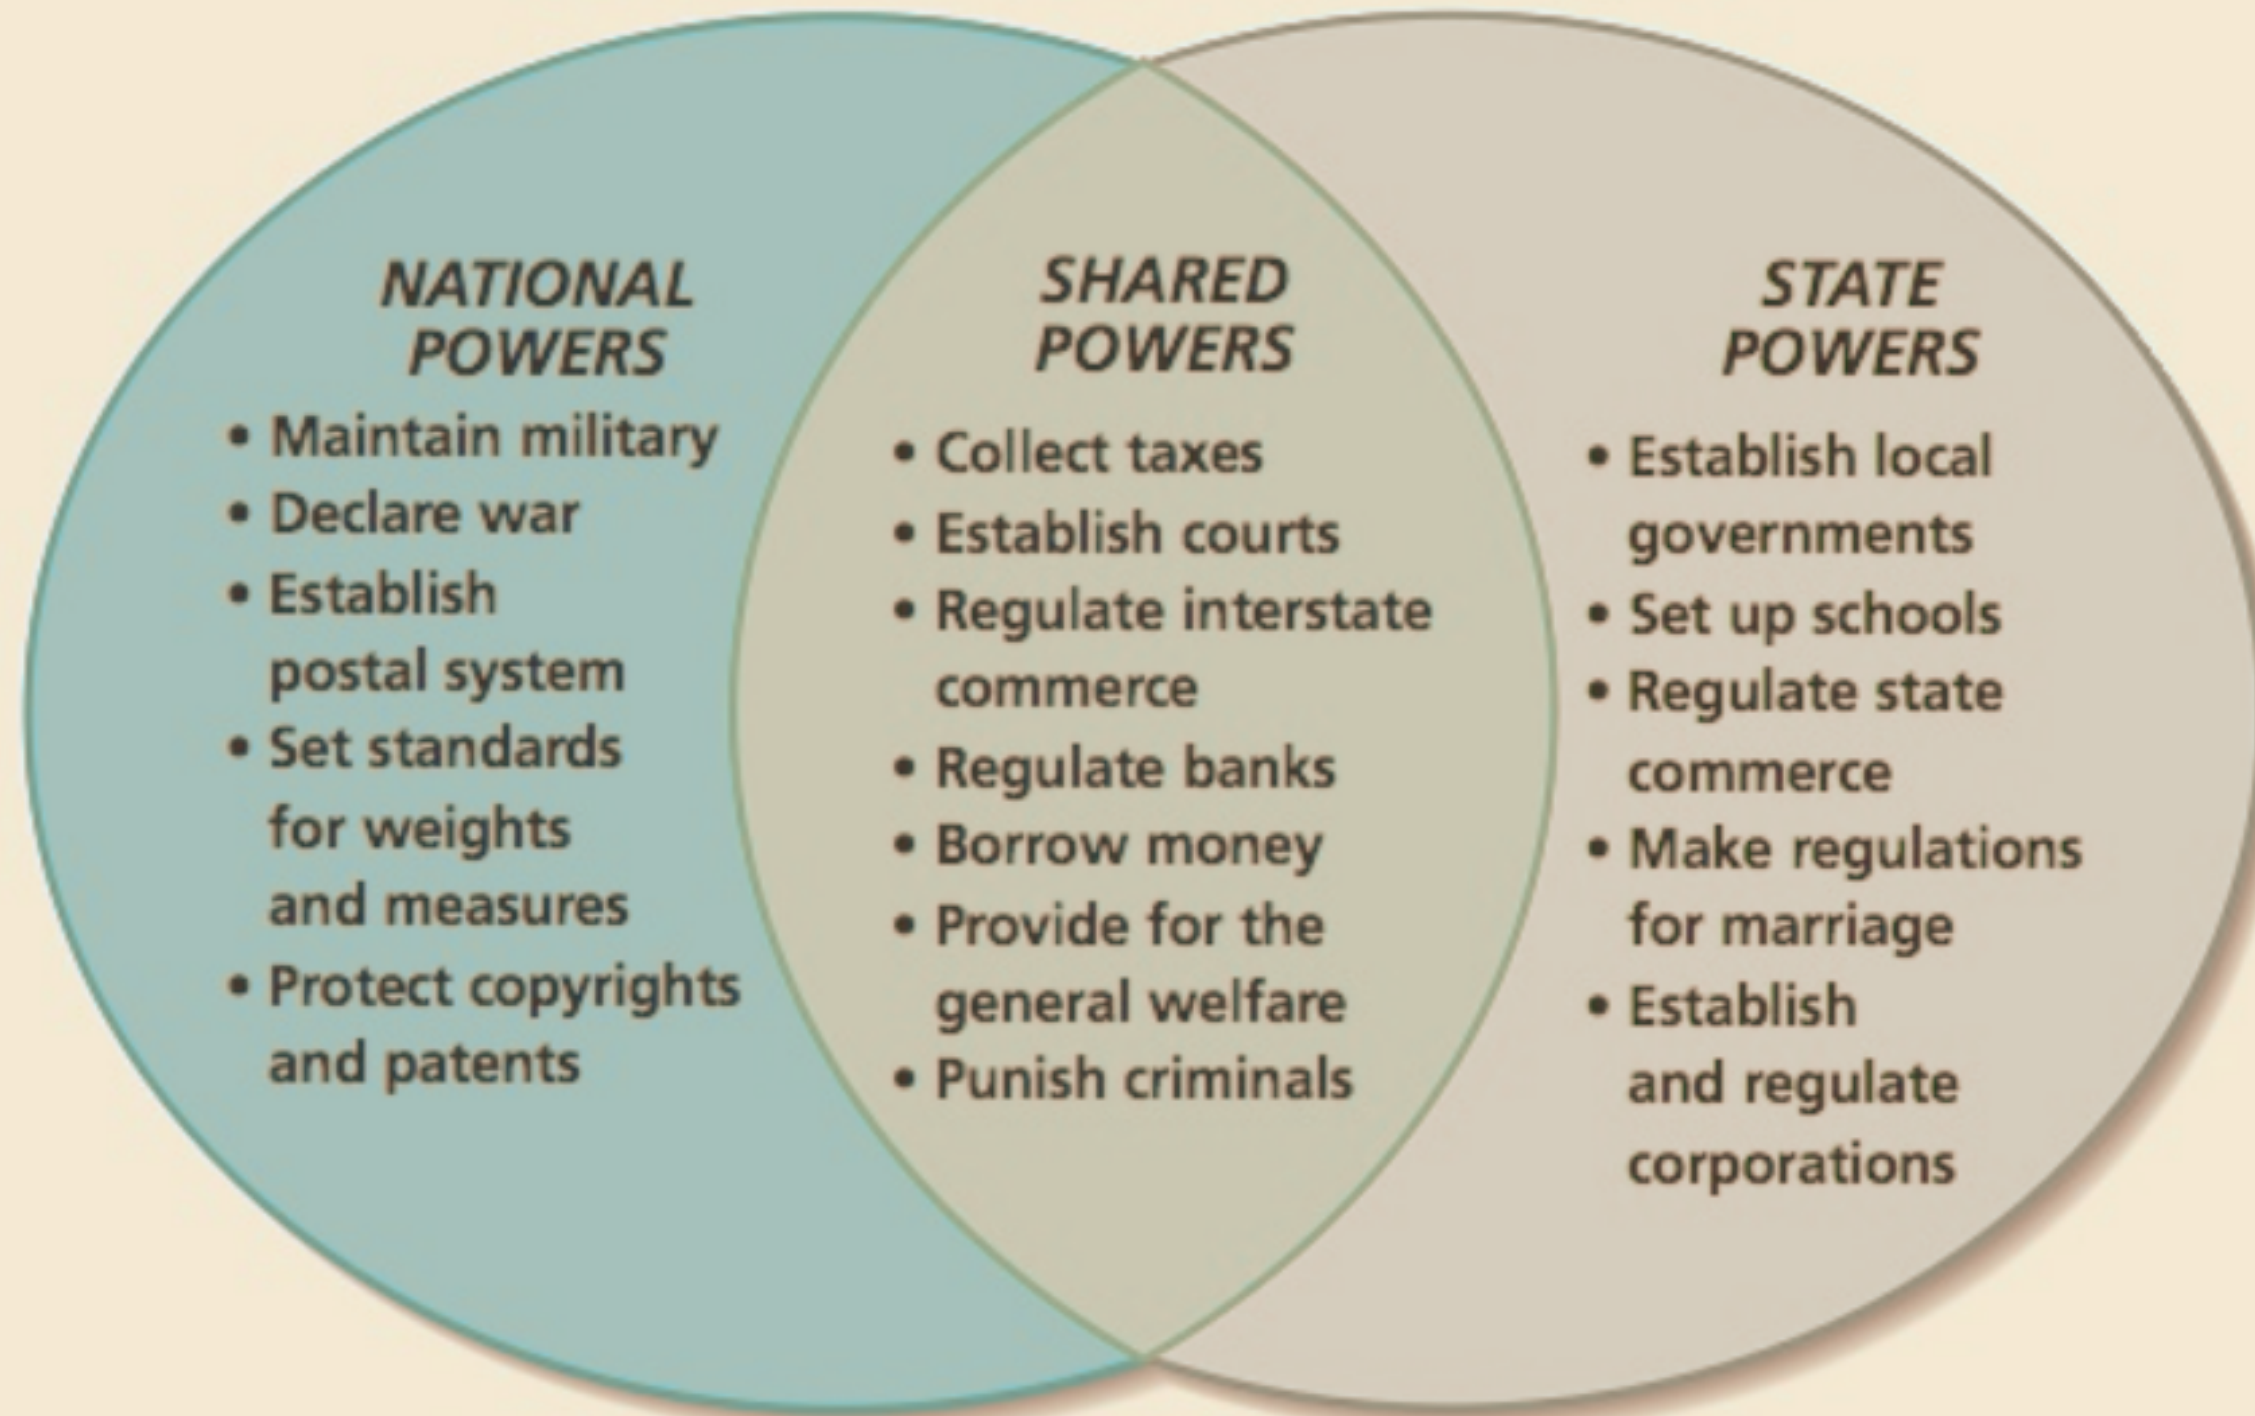 NATIONAL
POWERS
• Maintain military
• Declare war
• Establish
postal system
• Set standards
for weights
and measures
• Protect copyrights
and patents
SHARED
POWERS
• Collect taxes
• Establish courts
• Regulate interstate
commerce
• Regulate banks
• Borrow money
• Provide for the
general welfare
• Punish criminals
STATE
POWERS
• Establish local
governments
• Set up schools
• Regulate state
commerce
• Make regulations
for marriage
• Establish
and regulate
corporations